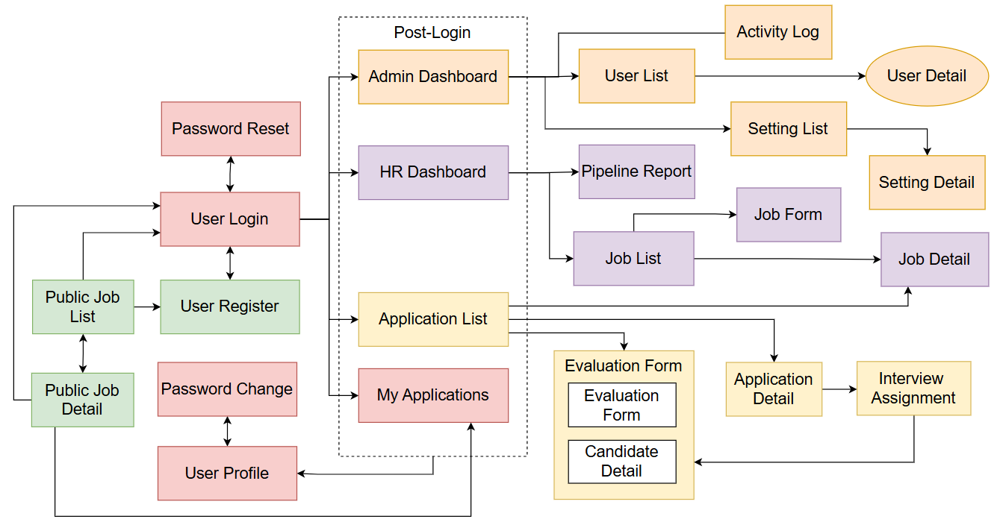 Post-Login
Activity Log
Admin Dashboard
User List
User Detail
Password Reset
Setting List
HR Dashboard
Pipeline Report
Setting Detail
User Login
Job Form
Job List
Job Detail
Public Job
List
User Register
Application List
Evaluation Form
Evaluation
Form
Candidate
Detail
Application
Detail
Interview
Assignment
Public Job
Detail
Password Change
My Applications
User Profile